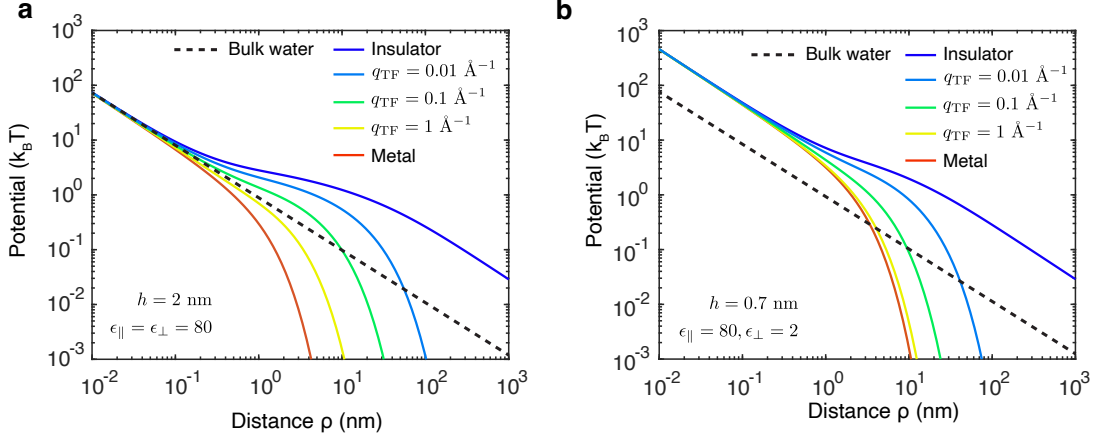 a
Potential (k_BT)
10^3
10^2
10^1
10^0
10^-1
10^-2
10^-3
Bulk water
Insulator
q_TF = 0.01 Å^-1
q_TF = 0.1 Å^-1
q_TF = 1 Å^-1
Metal
h = 2 nm
ϵ_∥ = ϵ_⊥ = 80
10^-2 10^-1 10^0 10^1 10^2 10^3
Distance ρ (nm)
b
Potential (k_BT)
10^3
10^2
10^1
10^0
10^-1
10^-2
10^-3
Bulk water
Insulator
q_TF = 0.01 Å^-1
q_TF = 0.1 Å^-1
q_TF = 1 Å^-1
Metal
h = 0.7 nm
ϵ_∥ = 80, ϵ_⊥ = 2
10^-2 10^-1 10^0 10^1 10^2 10^3
Distance ρ (nm)